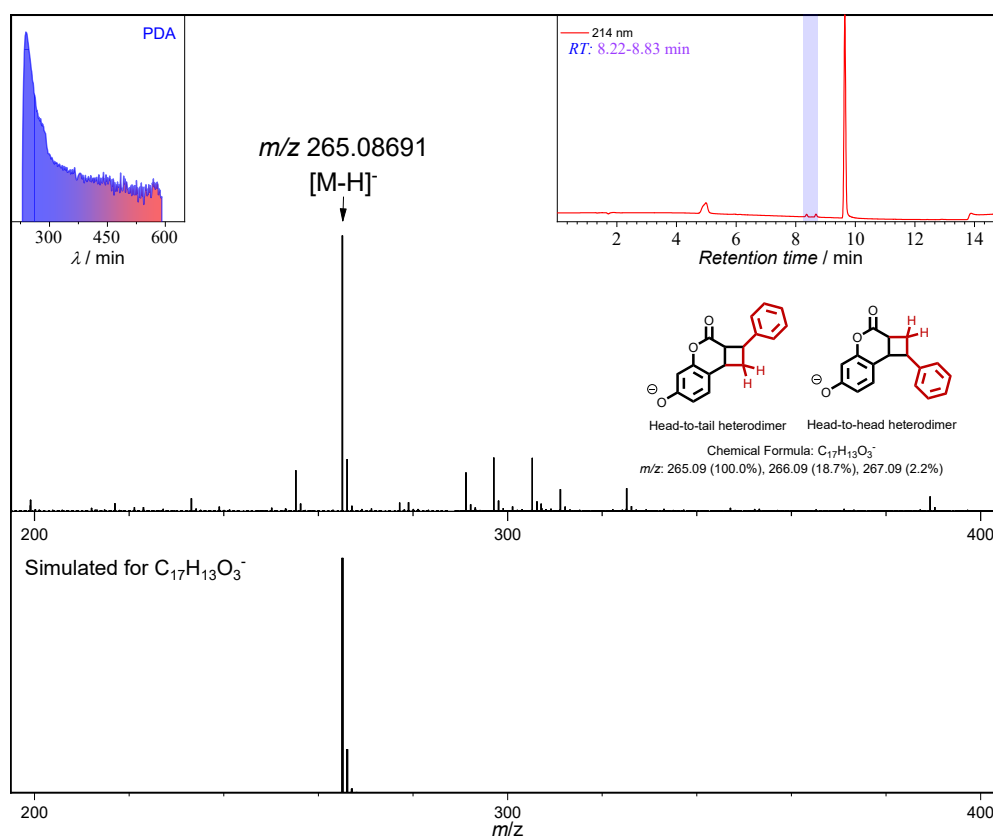 PDA
300 450 600
λ / min
m/z 265.08691
[M-H]-
214 nm
RT: 8.22-8.83 min
2 4 6 8 10 12 14
Retention time / min
O
O
⊖
O
H
H
O
O
⊖
O
H
H
Head-to-tail heterodimer
Head-to-head heterodimer
Chemical Formula: C17H13O3-
m/z: 265.09 (100.0%), 266.09 (18.7%), 267.09 (2.2%)
200 300 400
Simulated for C17H13O3-
200 300 400
m/z